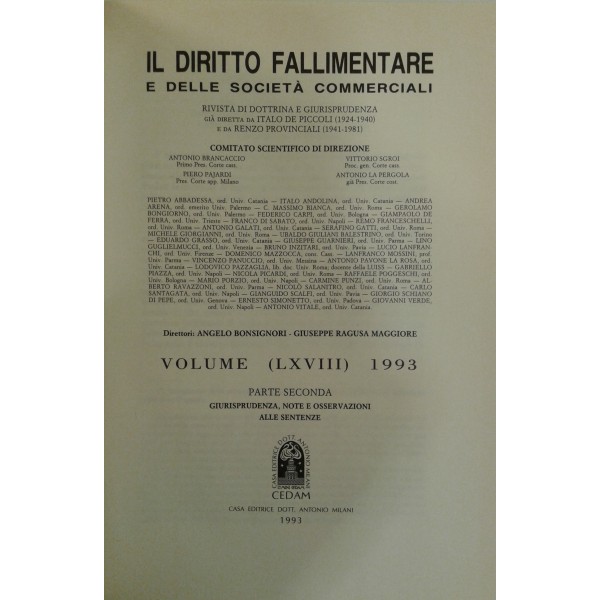 IL DIRITTO FALLIMENTARE
E DELLE SOCIETÀ COMMERCIALI
RIVISTA DI DOTTRINA E GIURISPRUDENZA
GIÀ DIRETTA DA ITALO DE PICCOLI (1924-1940)
E DA RENZO PROVINCIALI (1941-1981)
COMITATO SCIENTIFICO DI DIREZIONE
ANTONIO BRANCACCIO
Primo Pres. Corte cass.
VITTORIO SGROI
Proc. gen. Corte cass.
PIERO PAJARDI
Pres. Corte app. Milano
ANTONIO LA PERGOLA
già Pres. Corte cost.
PIETRO ABBADESSA, ord. Univ. Catania — ITALO ANDOLINA, ord. Univ. Catania — ANDREA
ARENA, ord. emerito Univ. Palermo — C. MASSIMO BIANCA, ord. Univ. Roma — GEROLAMO
BONGIORNO, ord. Univ. Palermo — FEDERICO CARPI, ord. Univ. Bologna — GIAMPAOLO DE
FERRA, ord. Univ. Trieste — FRANCO DI SABATO, ord. Univ. Napoli — REMO FRANCESCHELLI,
ord. Univ. Roma — ANTONIO GALATI, ord. Univ. Catania — SERAFINO GATTI, ord. Univ. Roma —
MICHELE GIORGIANNI, ord. Univ. Roma — UBALDO GIULIANI BALESTRINO, ord. Univ. Torino
— EDUARDO GRASSO, ord. Univ. Catania — GIUSEPPE GUARNIERI, ord. Univ. Parma — LINO
GUGLIELMUCCI, ord. Univ. Venezia — BRUNO INZITARI, ord. Univ. Pavia — LUCIO LANFRAN-
CHI, ord. Univ. Firenze — DOMENICO MAZZOCCA, cons. Cass. — LANFRANCO MOSSINI, prof.
Univ. Parma — VINCENZO PANUCCIO, ord. Univ. Messina — ANTONIO PAVONE LA ROSA, ord.
Univ. Catania — LODOVICO PAZZAGLIA, lib. doc. Univ. Roma; docente della LUISS — GABRIELLO
PIAZZA, ord. Univ. Napoli — NICOLA PICARDI, ord. Univ. Roma — RAFFAELE POGGESCHI, ord.
Univ. Bologna — MARIO PORZIO, ord. Univ. Napoli — CARMINE PUNZI, ord. Univ. Roma — AL
BERTO RAVAZZONI, ord. Univ. Parma — NICOLÒ SALANITRO, ord. Univ. Catania — CARLO
SANTAGATA, ord. Univ. Napoli — GIANGUIDO SCALFI, ord. Univ. Pavia — GIORGIO SCHIANO
DI PEPE, ord. Univ. Genova — ERNESTO SIMONETTO, ord. Univ. Padova — GIOVANNI VERDE,
ord. Univ. Napoli — ANTONIO VITALE, ord. Univ. Catania.
Direttori: ANGELO BONSIGNORI - GIUSEPPE RAGUSA MAGGIORE
VOLUME (LXVIII) 1993
PARTE SECONDA
GIURISPRUDENZA, NOTE E OSSERVAZIONI
ALLE SENTENZE
CASA EDITRICE DOTT. ANTONIO MILANI
CEDAM
CASA EDITRICE DOTT. ANTONIO MILANI
1993